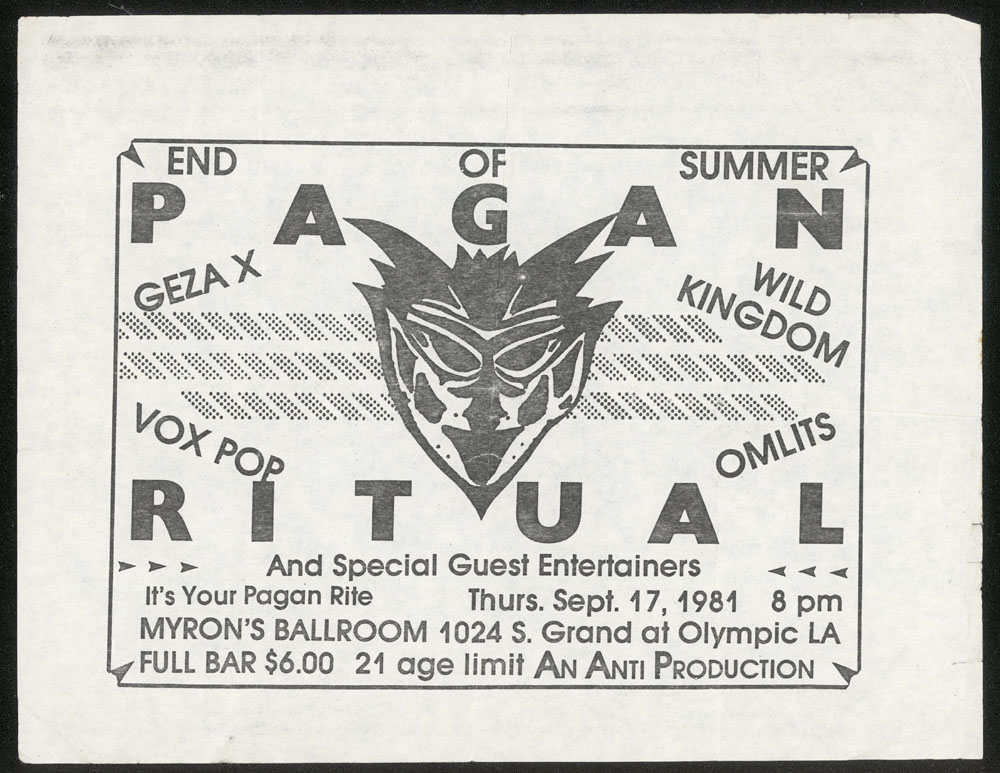 END OF SUMMER
PAGAN
GEZA X
WILD
KINGDOM
VOX POP
OMLITS
RITUAL
And Special Guest Entertainers
It's Your Pagan Rite Thurs. Sept. 17, 1981 8 pm
MYRON'S BALLROOM 1024 S. Grand at Olympic LA
FULL BAR $6.00 21 age limit AN ANTI PRODUCTION